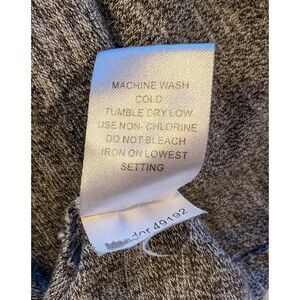 MACHINE WASH
COLD
TUMBLE DRY LOW
USE NON- CHLORINE
DO NOT BLEACH
IRON ON LOWEST
SETTING
49192